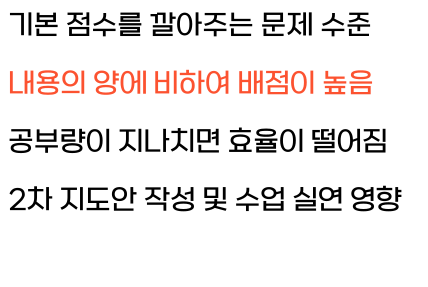 기본 점수를 깔아주는 문제 수준
내용의 양에 비하여 배점이 높음
공부량이 지나치면 효율이 떨어짐
2차 지도안 작성 및 수업 실연 영향